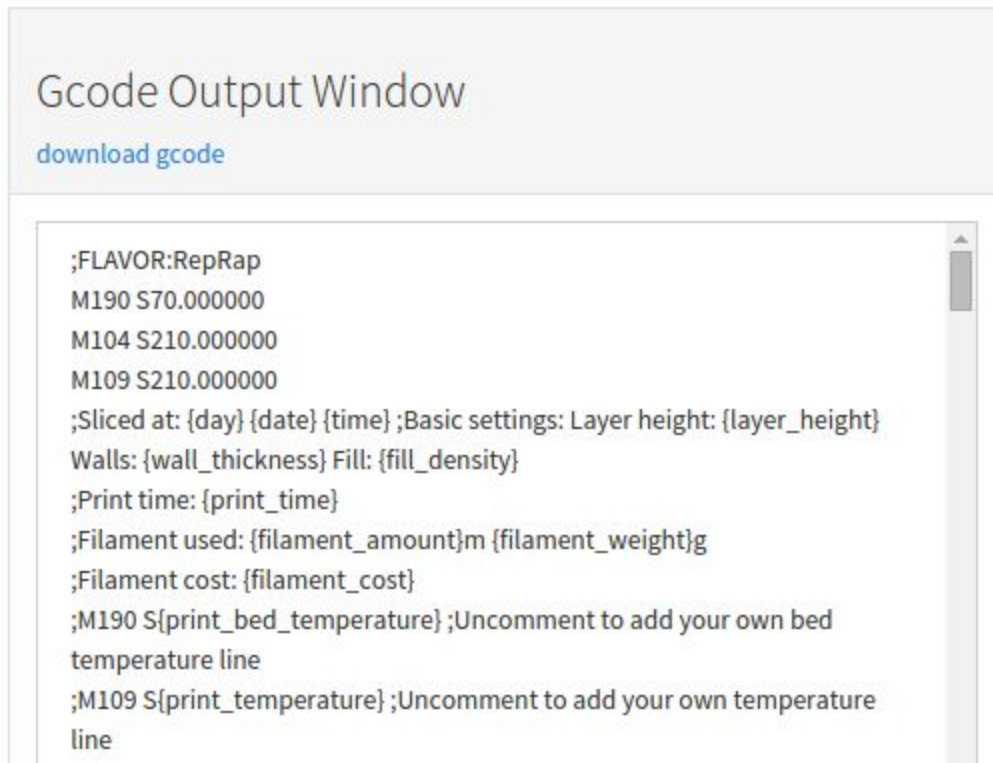 Gcode Output Window
download gcode
;FLAVOR:RepRap
M190 S70.000000
M104 S210.000000
M109 S210.000000
;Sliced at: {day} {date} {time} ;Basic settings: Layer height: {layer_height}
Walls: {wall_thickness} Fill: {fill_density}
;Print time: {print_time}
;Filament used: {filament_amount}m {filament_weight}g
;Filament cost: {filament_cost}
;M190 S{print_bed_temperature} ;Uncomment to add your own bed
temperature line
;M109 S{print_temperature} ;Uncomment to add your own temperature
line